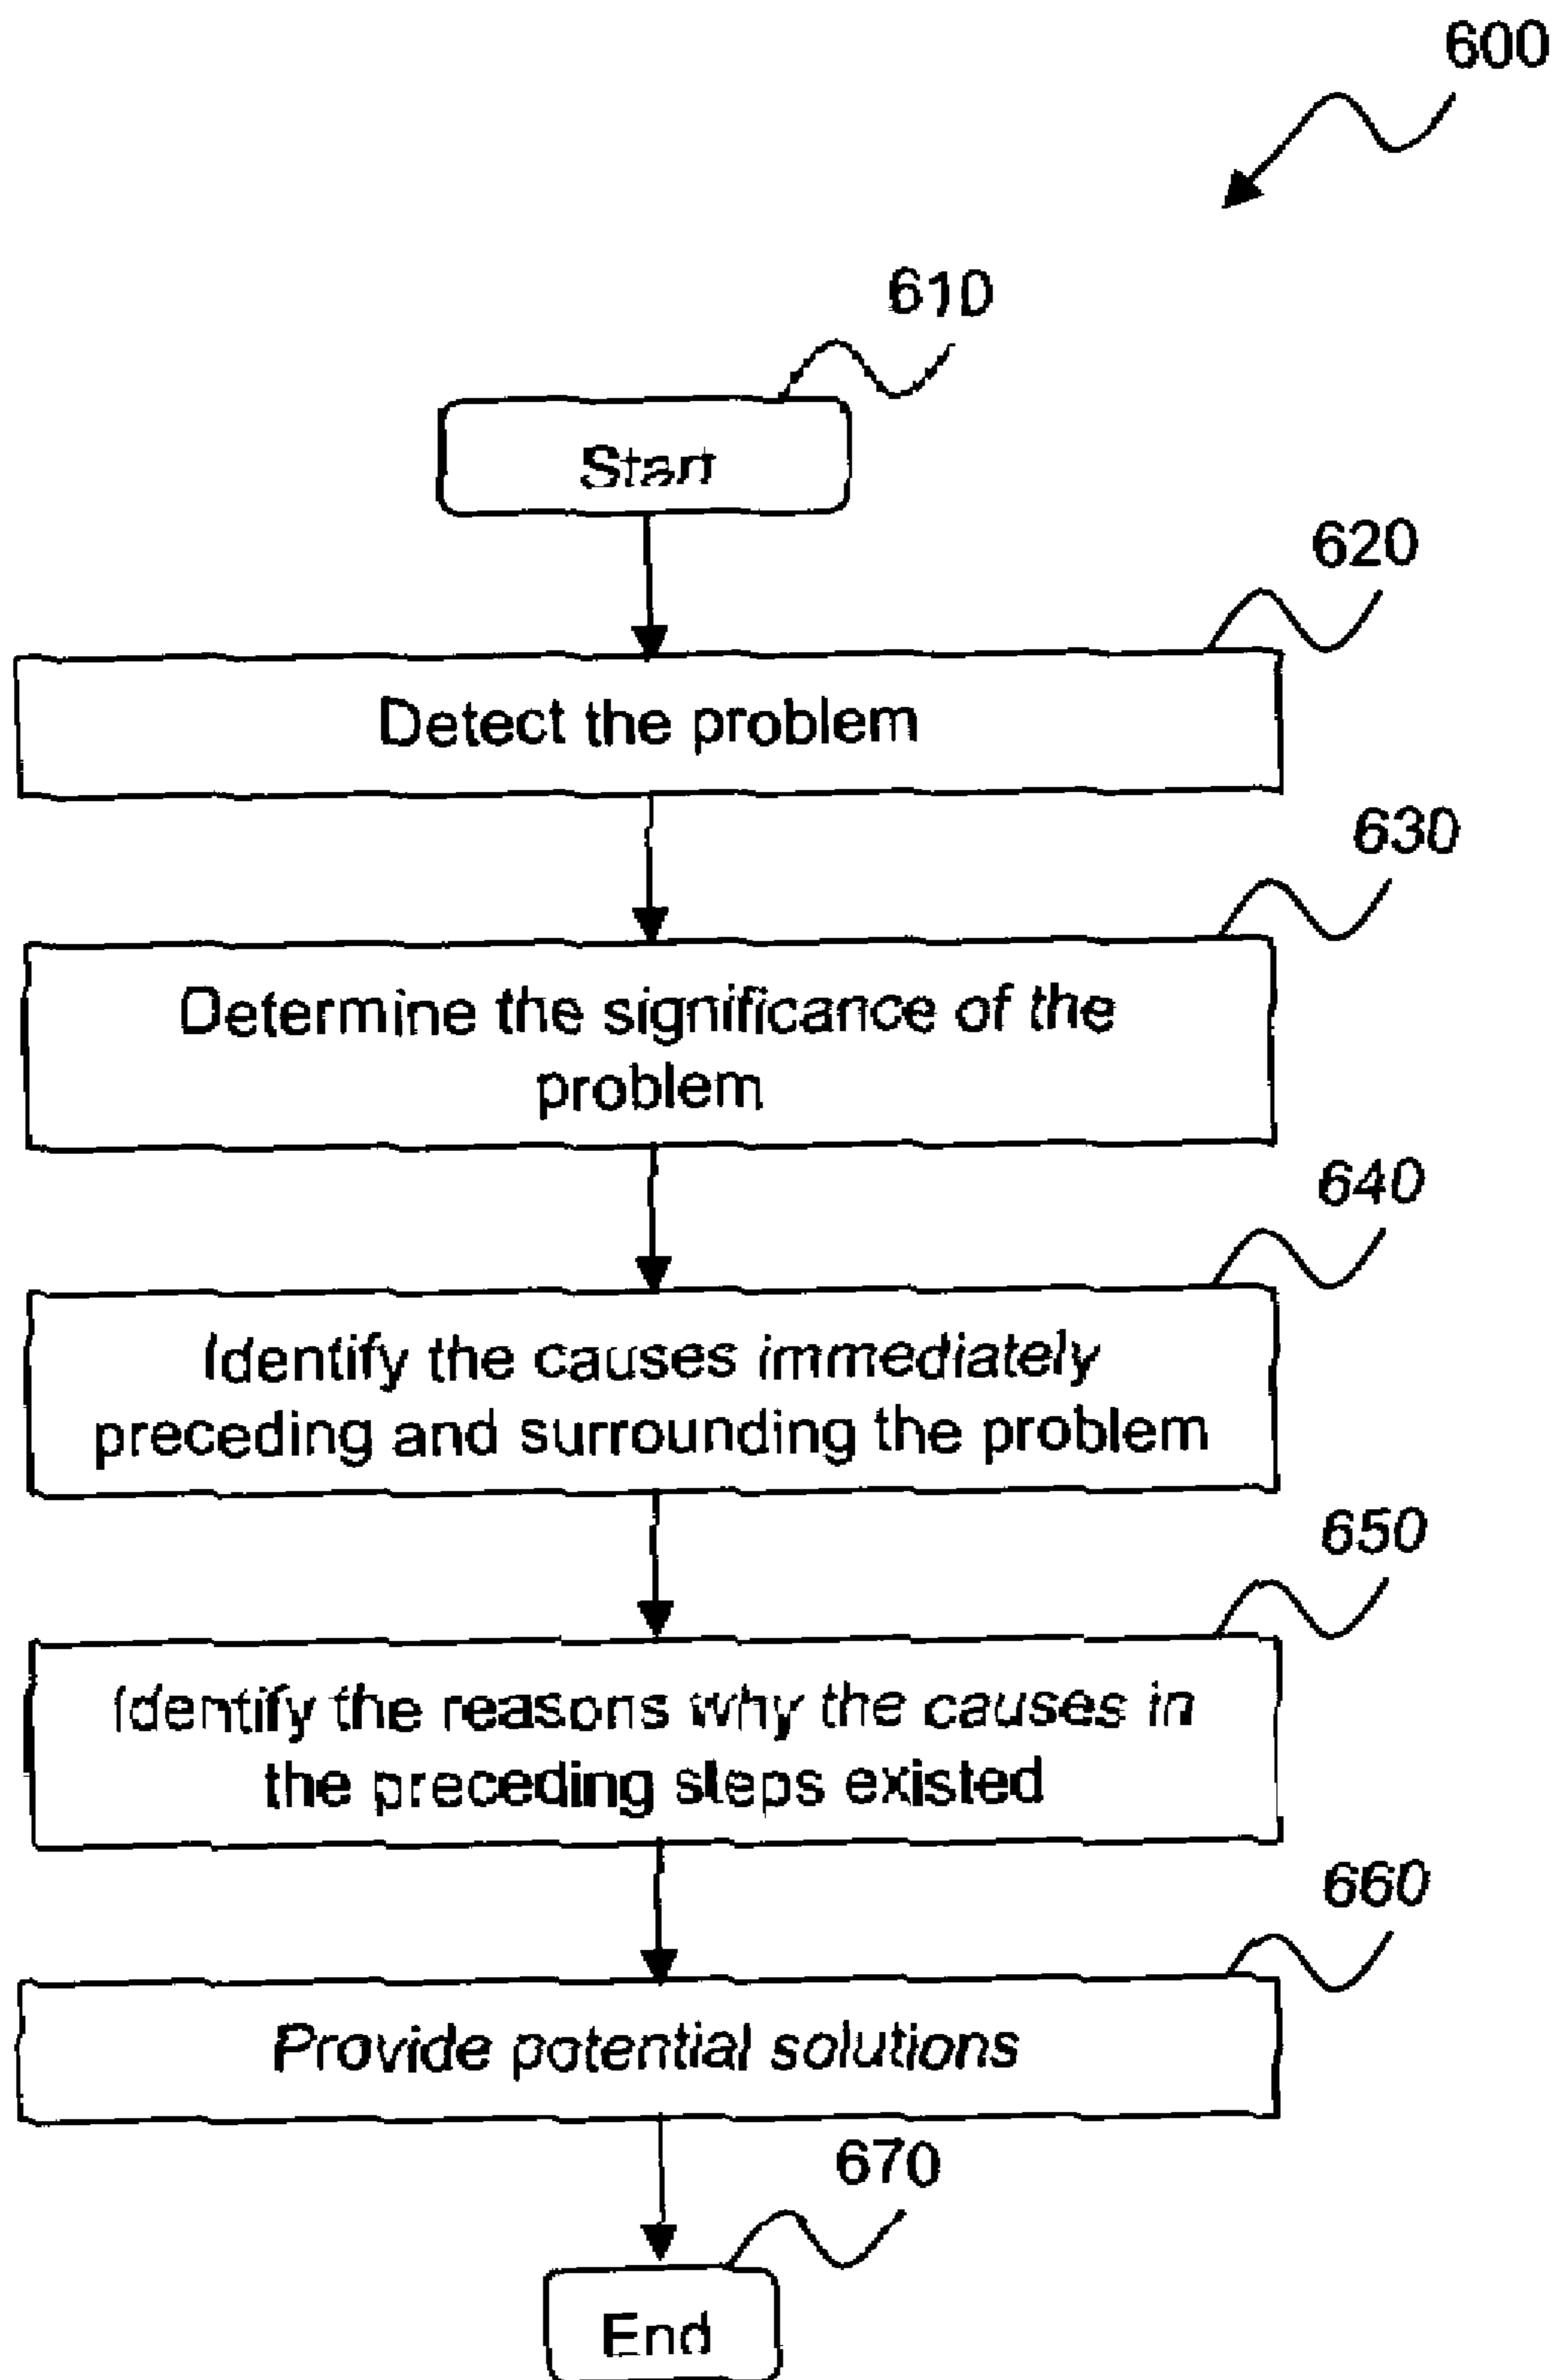 600
610
Start
620
Detect the problem
630
Determine the significance of the
problem
640
Identify the causes immediately
preceding and surrounding the problem
650
Identify the reasons why the causes in
the preceding steps existed
660
Provide potential solutions
670
End